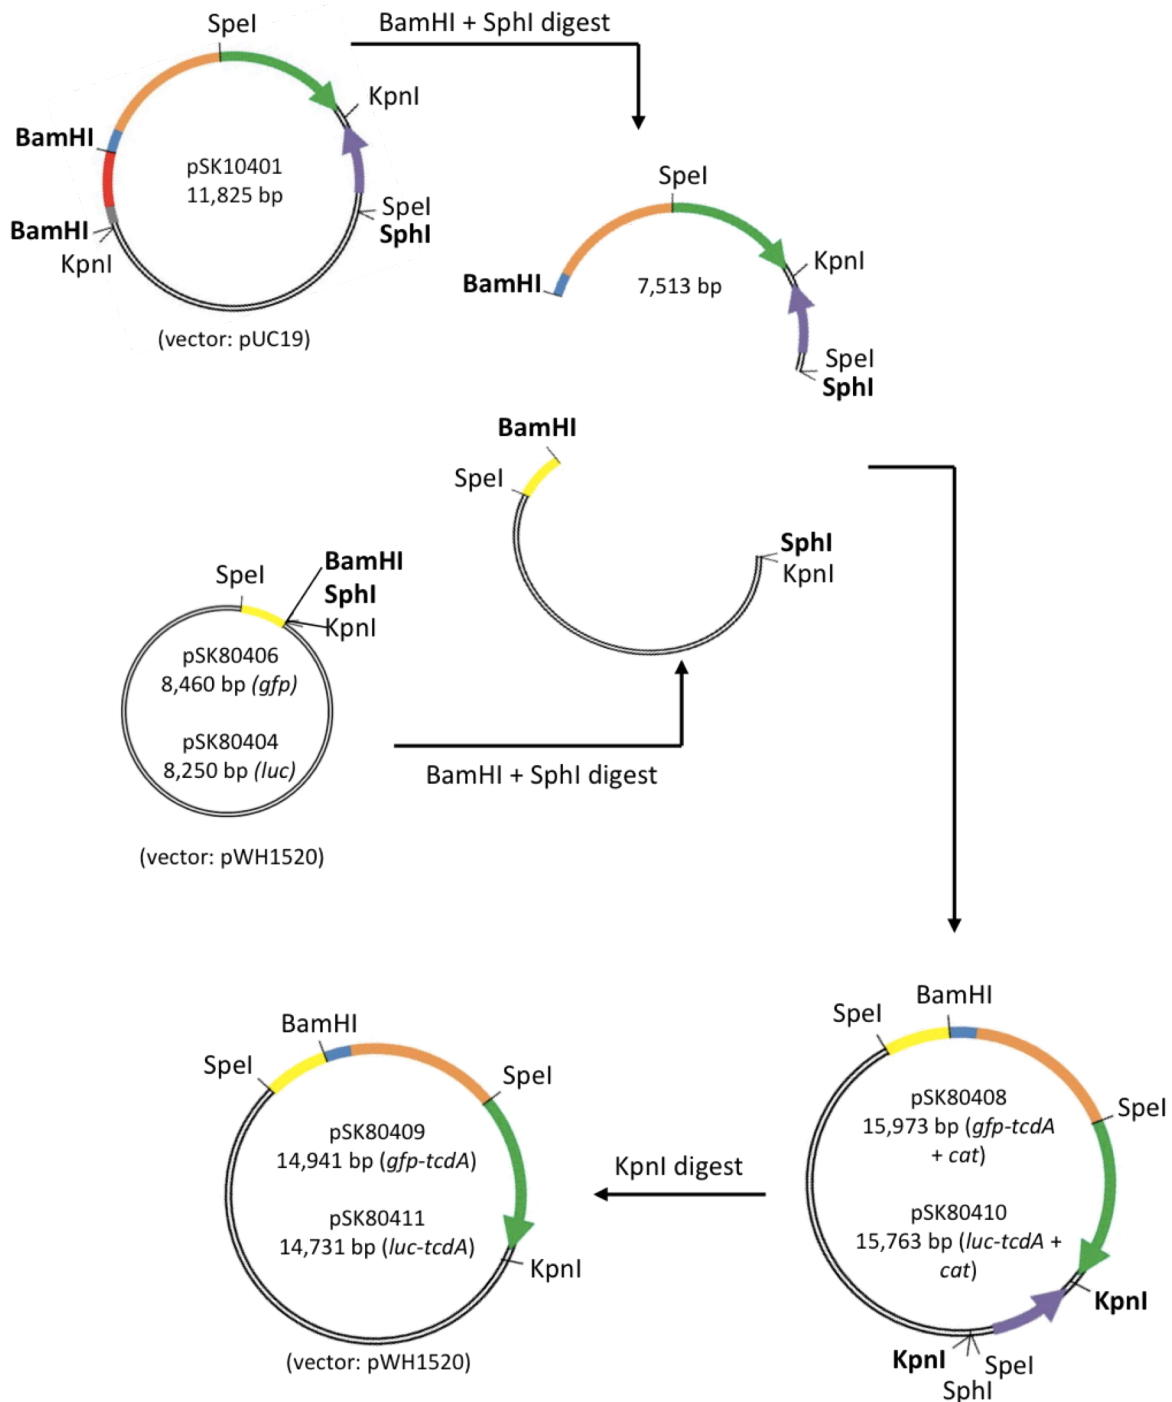 SpeI
BamHI + SphI digest
KpnI
BamHI
pSK10401
11,825 bp
SpeI
SphI
BamHI
KpnI
(vector: pUC19)
SpeI
KpnI
BamHI
7,513 bp
SpeI
SphI
BamHI
SpeI
SphI
KpnI
BamHI
SpeI
SphI
KpnI
pSK80406
8,460 bp (gfp)
pSK80404
8,250 bp (luc)
BamHI + SphI digest
(vector: pWH1520)
BamHI
SpeI
BamHI
SpeI
SpeI
SpeI
pSK80408
15,973 bp (gfp-tcdA
+ cat)
pSK80409
14,941 bp (gfp-tcdA)
KpnI digest
pSK80410
15,763 bp (luc-tcdA +
cat)
pSK80411
14,731 bp (luc-tcdA)
KpnI
KpnI
KpnI
SpeI
SphI
(vector: pWH1520)